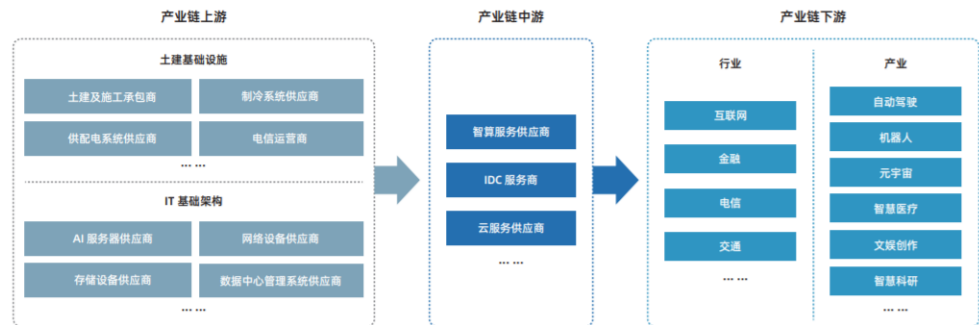 产业链上游
产业链中游
产业链下游
土建基础设施
土建及施工承包商
制冷系统供应商
供配电系统供应商
电信运营商
... ...
IT 基础架构
AI 服务器供应商
网络设备供应商
存储设备供应商
数据中心管理系统供应商
... ...
智算服务供应商
IDC 服务商
云服务供应商
... ...
行业
互联网
金融
电信
交通
... ...
产业
自动驾驶
机器人
元宇宙
智慧医疗
文娱创作
智慧科研
... ...